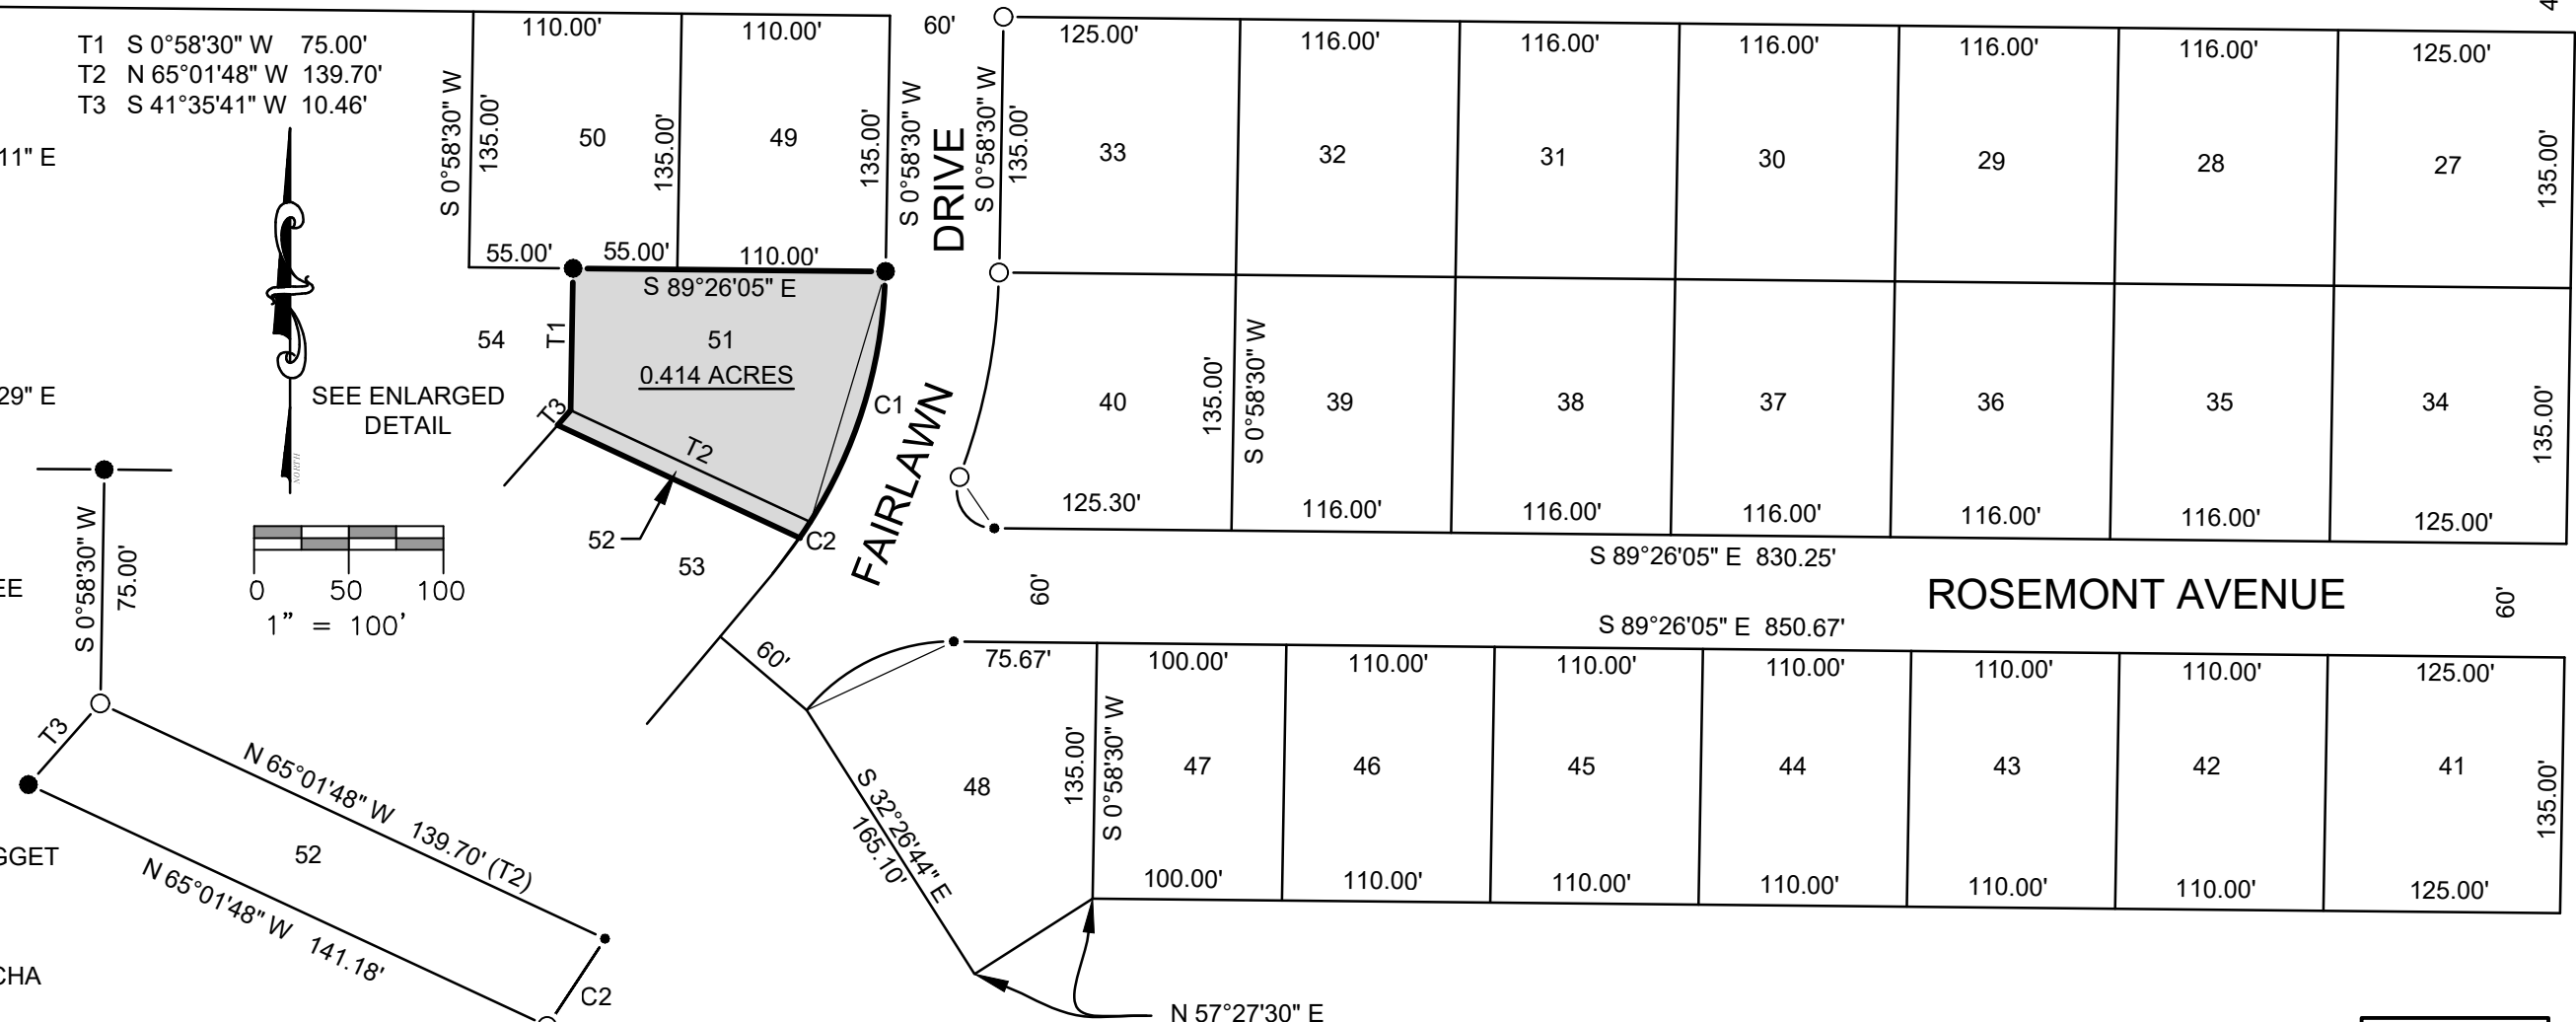 T1 S 0°58'30" W 75.00'
T2 N 65°01'48" W 139.70'
T3 S 41°35'41" W 10.46'
110.00'
110.00'
60'
125.00'
116.00'
116.00'
116.00'
116.00'
116.00'
125.00'
4
S 0°58'30" W
135.00'
50
135.00'
49
135.00'
S 0°58'30" W
DRIVE
S 0°58'30" W
135.00'
33
32
31
30
29
28
27
135.00'
11" E
55.00'
55.00'
110.00'
S 89°26'05" E
54
T1
51
0.414 ACRES
SEE ENLARGED
DETAIL
29" E
T3
T2
C1
FAIRLAWN
C2
52
53
NORTH
40
135.00'
S 0°58'30" W
39
38
37
36
35
34
135.00'
125.30'
116.00'
116.00'
116.00'
116.00'
116.00'
125.00'
S 89°26'05" E 830.25'
ROSEMONT AVENUE
60'
60'
S 89°26'05" E 850.67'
S 0°58'30" W
75.00'
0 50 100
1" = 100'
EE
60'
75.67'
100.00'
110.00'
110.00'
110.00'
110.00'
110.00'
125.00'
48
135.00'
S 0°58'30" W
47
46
45
44
43
42
41
135.00'
S 32°26'44" E
165.10'
100.00'
110.00'
110.00'
110.00'
110.00'
110.00'
125.00'
N 57°27'30" E
T3
N 65°01'48" W 139.70' (T2)
52
N 65°01'48" W 141.18'
C2
GGET
CHA